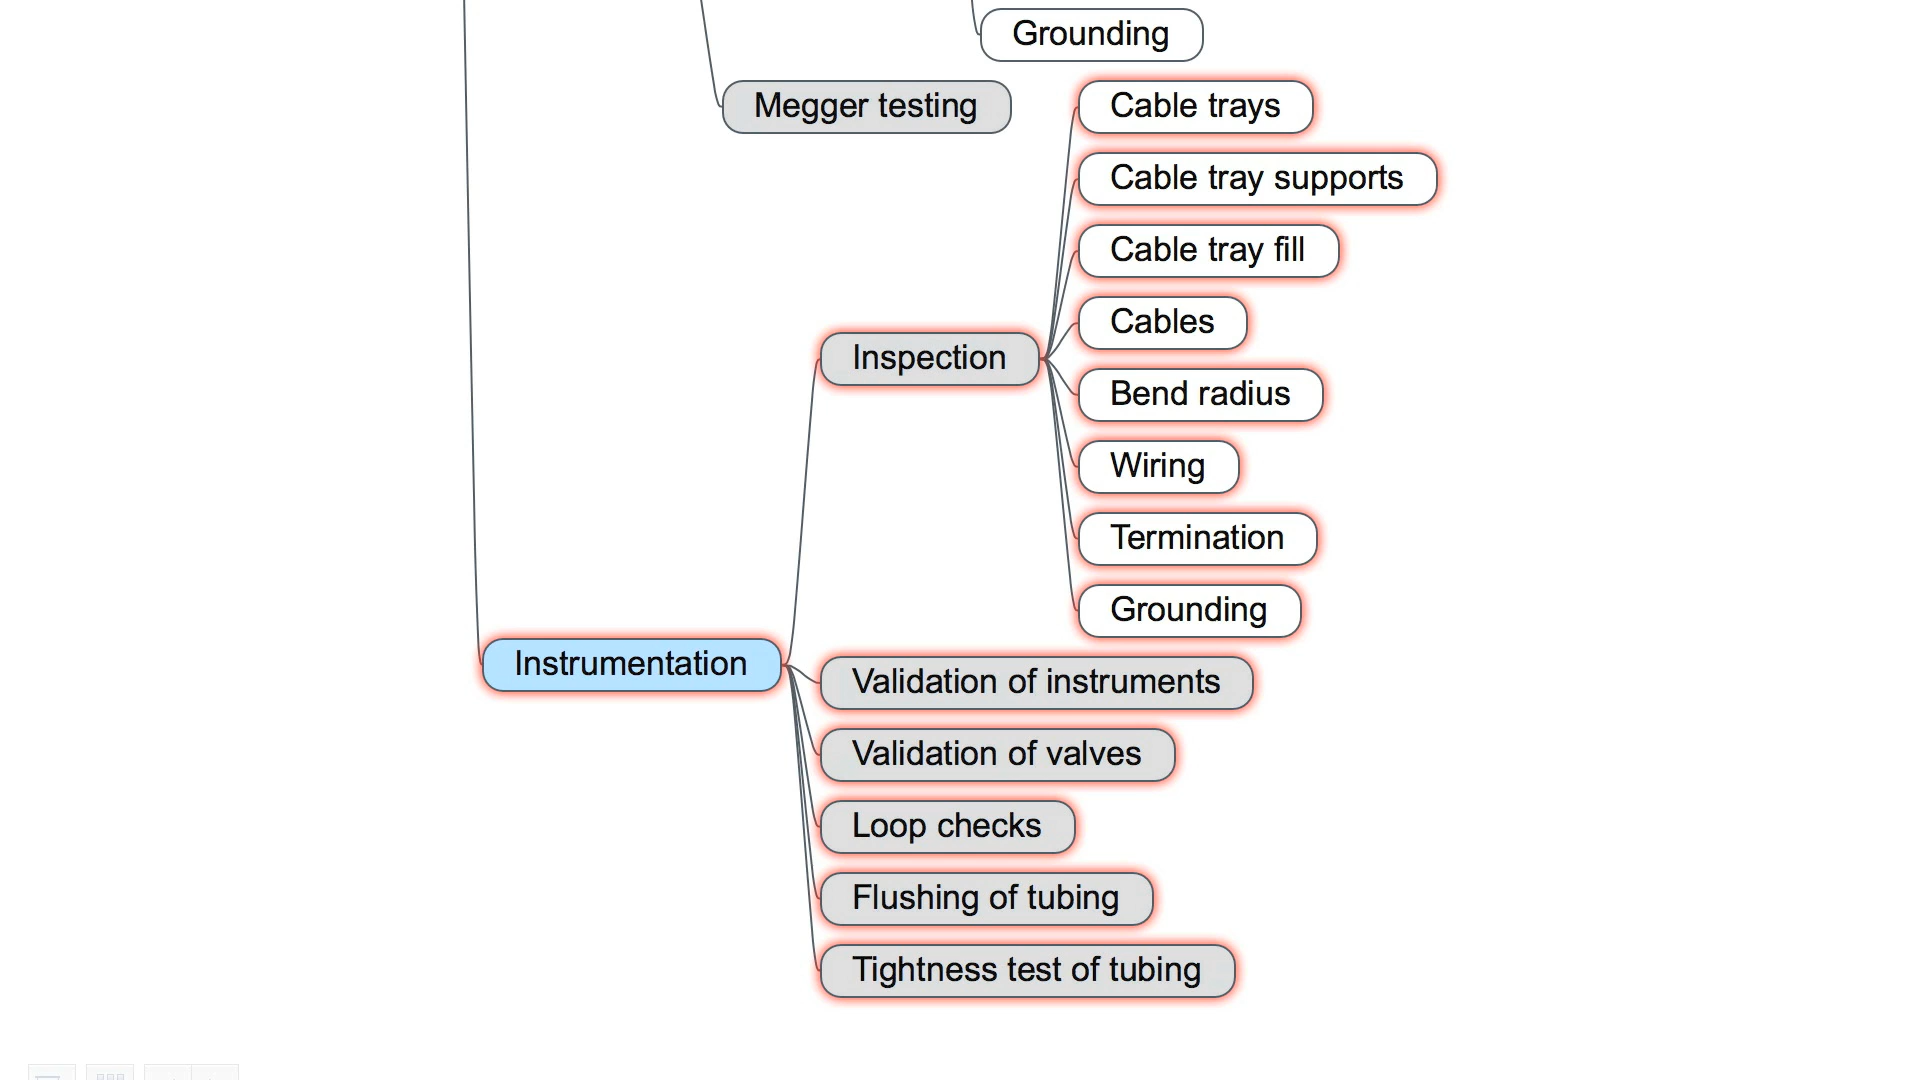 Grounding
Megger testing
Cable trays
Cable tray supports
Cable tray fill
Cables
Inspection
Bend radius
Wiring
Termination
Grounding
Instrumentation
Validation of instruments
Validation of valves
Loop checks
Flushing of tubing
Tightness test of tubing